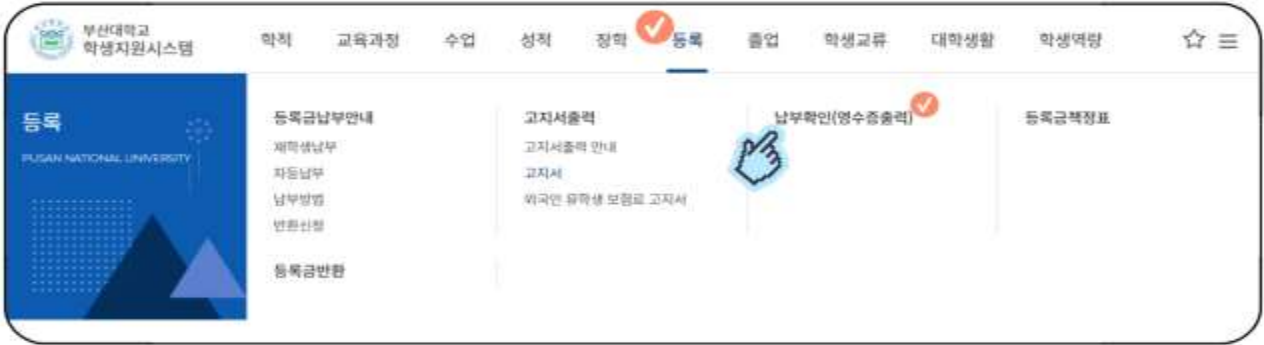 부산대학교
학생지원시스템
학적 교육과정 수업 성적 장학 등록 졸업 학생교류 대학생활 학생역량
등록
PUSAN NATIONAL UNIVERSITY
등록금납부안내
재학생납부
차등납부
납부방법
반환신청
등록금반환
고지서출력
고지서출력 안내
고지서
외국인 유학생 보험료 고지서
납부확인(영수증출력)
등록금책정표